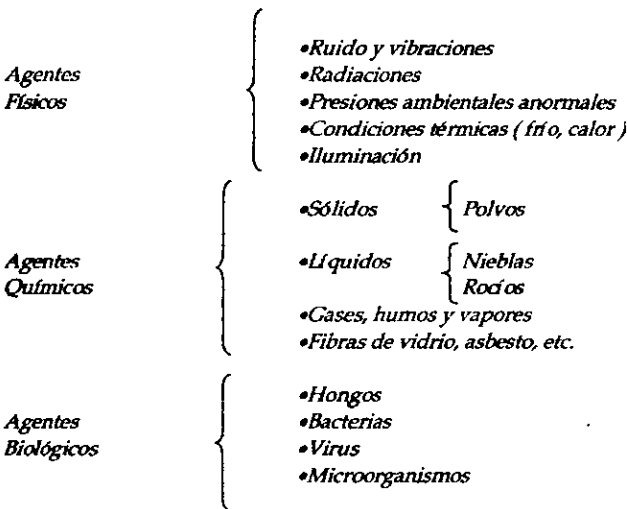 Agentes
Físicos
•Ruido y vibraciones
•Radiaciones
•Presiones ambientales anormales
•Condiciones térmicas ( frío, calor )
•Iluminación
Agentes
Químicos
•Sólidos
Polvos
•Líquidos
Nieblas
Rocíos
•Gases, humos y vapores
•Fibras de vidrio, asbesto, etc.
Agentes
Biológicos
•Hongos
•Bacterias
•Virus
•Microorganismos